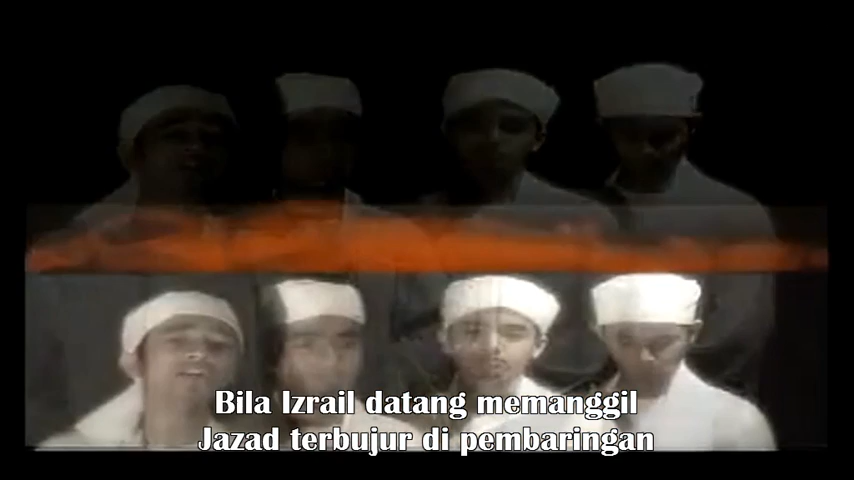 Bila Izrail datang memanggil
Jazad terbujur di pembaringan